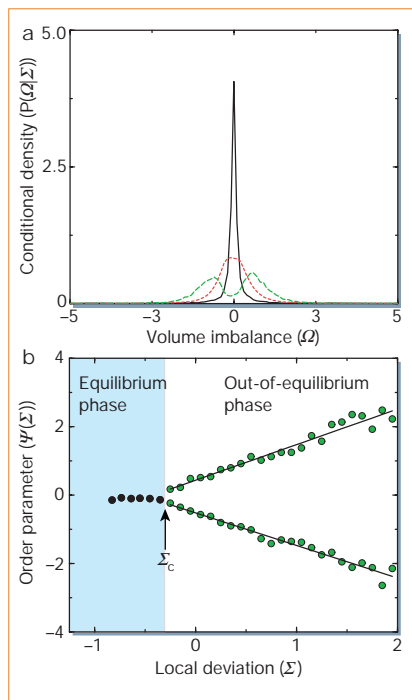 a
5.0
2.5
0
Conditional density (P(Ω|Σ))
−5
−3
0
3
5
Volume imbalance (Ω)
b
4
2
0
−2
−4
Order parameter (Ψ(Σ))
Equilibrium
phase
Out-of-equilibrium
phase
Σc
−1
0
1
2
Local deviation (Σ)